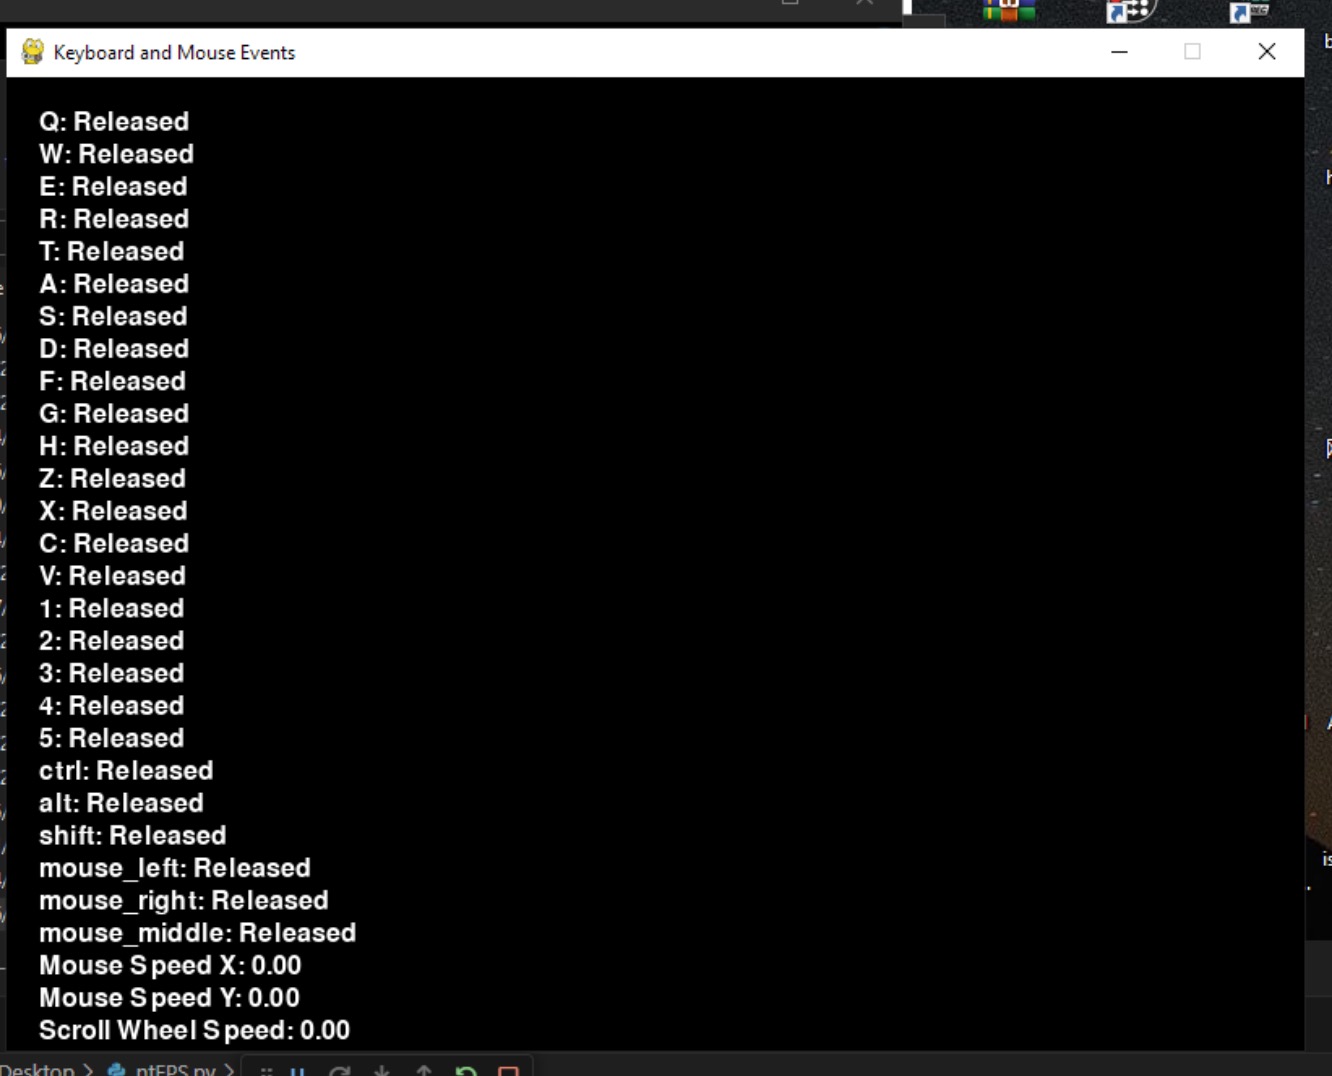 Keyboard and Mouse Events
Q: Released
W: Released
E: Released
R: Released
T: Released
A: Released
S: Released
D: Released
F: Released
G: Released
H: Released
Z: Released
X: Released
C: Released
V: Released
1: Released
2: Released
3: Released
4: Released
5: Released
ctrl: Released
alt: Released
shift: Released
mouse_left: Released
mouse_right: Released
mouse_middle: Released
Mouse Speed X: 0.00
Mouse Speed Y: 0.00
Scroll Wheel Speed: 0.00
Desktop > ntFPS.py >